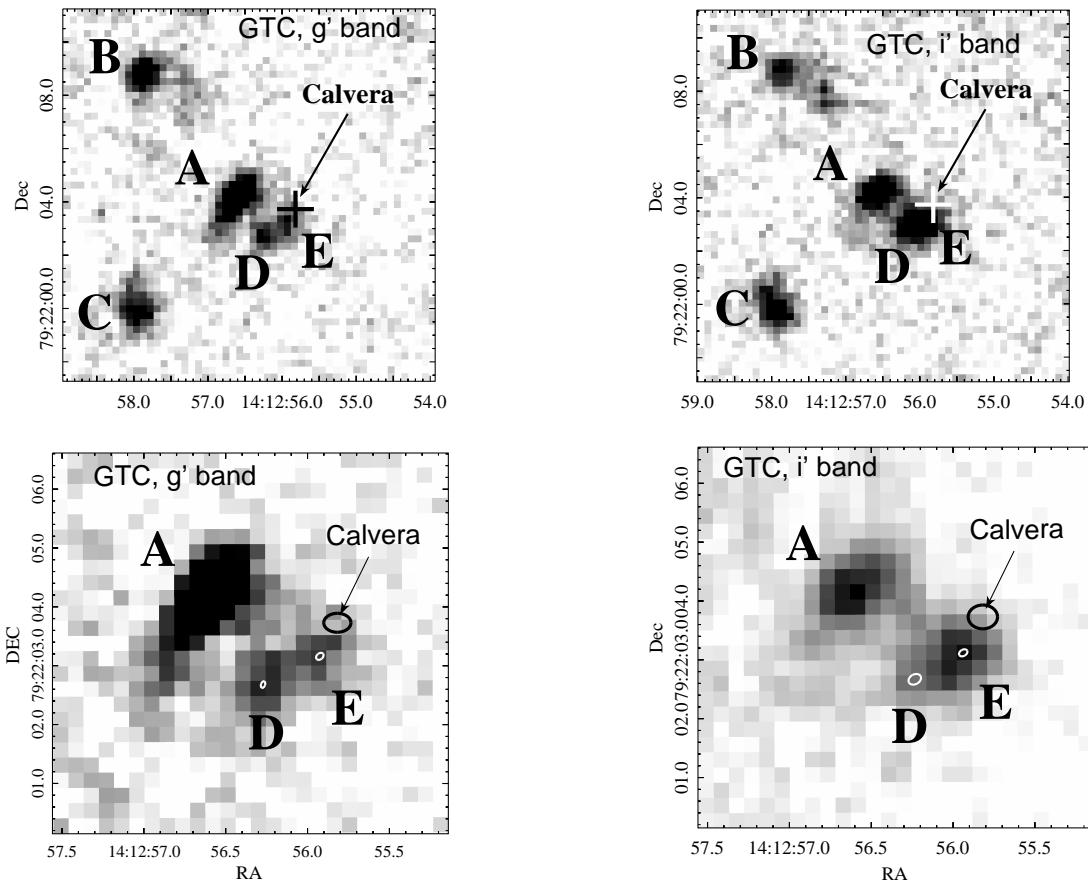 GTC, g' band
B
Calvera
A
D
E
C
Dec
08.0
04.0
79:22:00.0
58.0 57.0 14:12:56.0 55.0 54.0
GTC, i' band
B
Calvera
A
D
E
C
Dec
08.0
04.0
79:22:00.0
59.0 58.0 14:12:57.0 56.0 55.0 54.0
GTC, g' band
A
Calvera
D
E
DEC
06.0
05.0
04.0
79:22:03.0
02.0
01.0
57.5 14:12:57.0 56.5 56.0 55.5
RA
GTC, i' band
A
Calvera
D
E
Dec
06.0
05.0
04.0
79:22:03.0
02.0
01.0
57.5 14:12:57.0 56.5 56.0 55.5
RA